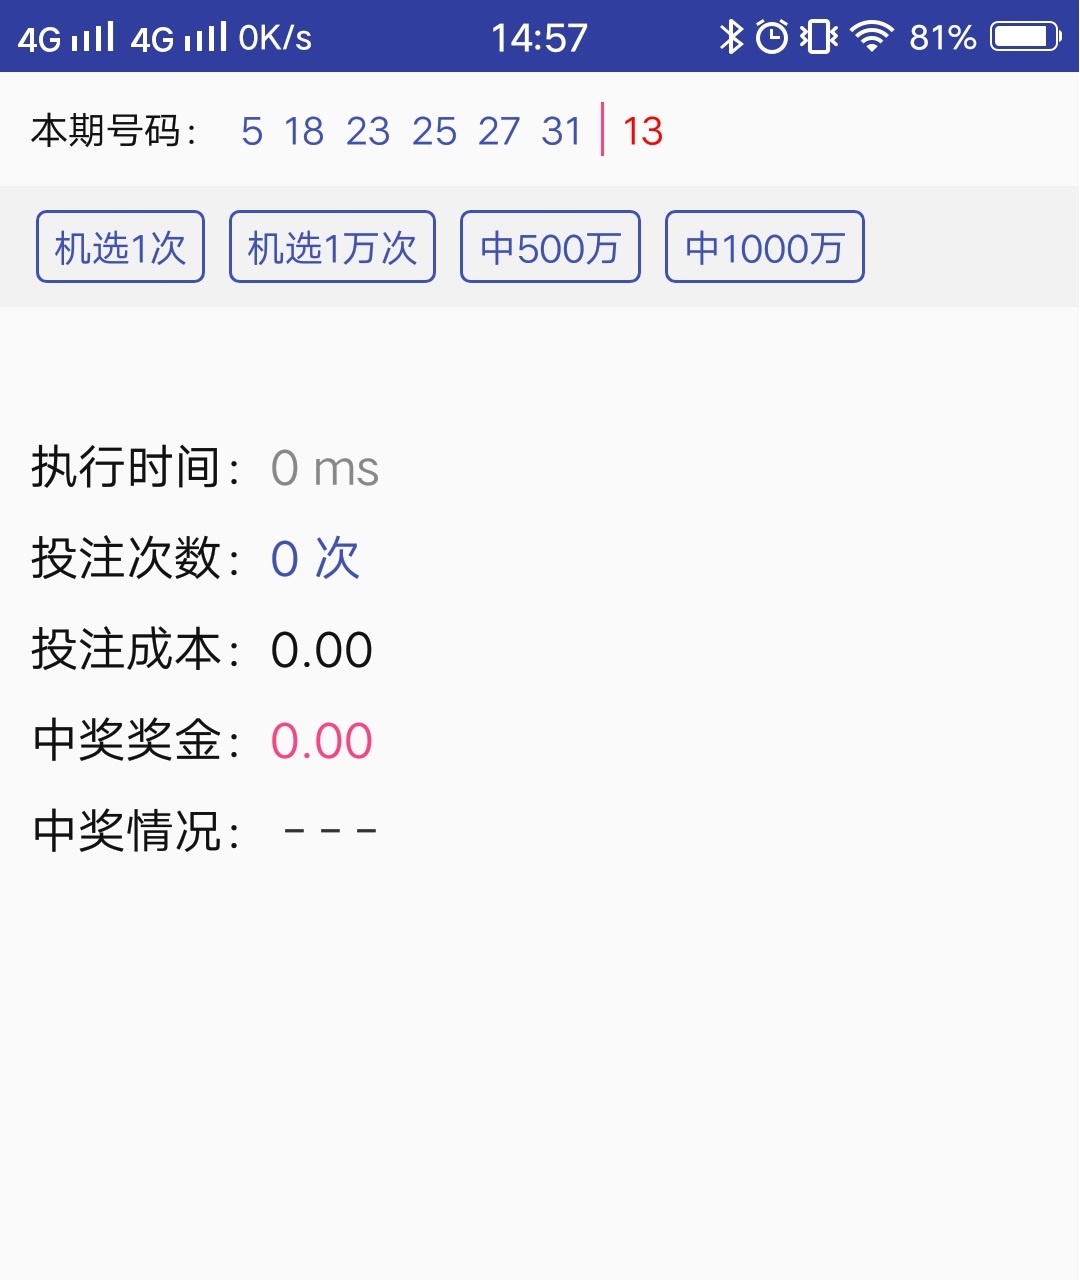 4G 4G 0K/s 14:57 81%
本期号码： 5 18 23 25 27 31 13
机选1次 机选1万次 中500万 中1000万
执行时间： 0 ms
投注次数： 0 次
投注成本： 0.00
中奖奖金： 0.00
中奖情况： - - -